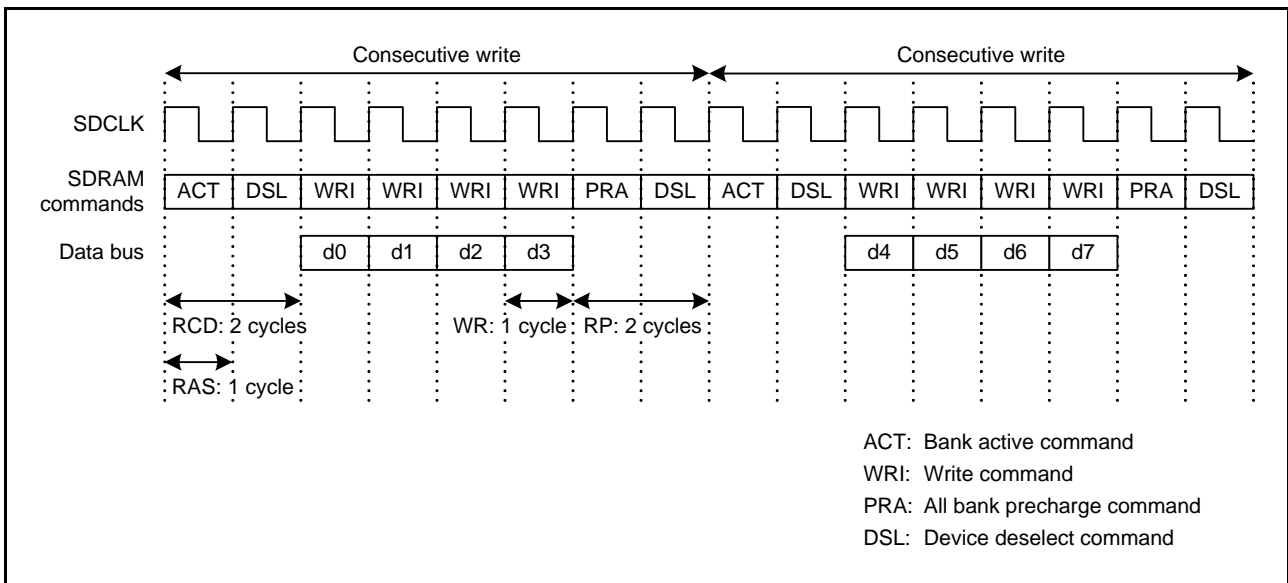 Consecutive write Consecutive write
SDCLK
SDRAM commands ACT DSL WRI WRI WRI WRI PRA DSL ACT DSL WRI WRI WRI WRI PRA DSL
Data bus d0 d1 d2 d3 d4 d5 d6 d7
RCD: 2 cycles WR: 1 cycle RP: 2 cycles
RAS: 1 cycle
ACT: Bank active command
WRI: Write command
PRA: All bank precharge command
DSL: Device deselect command